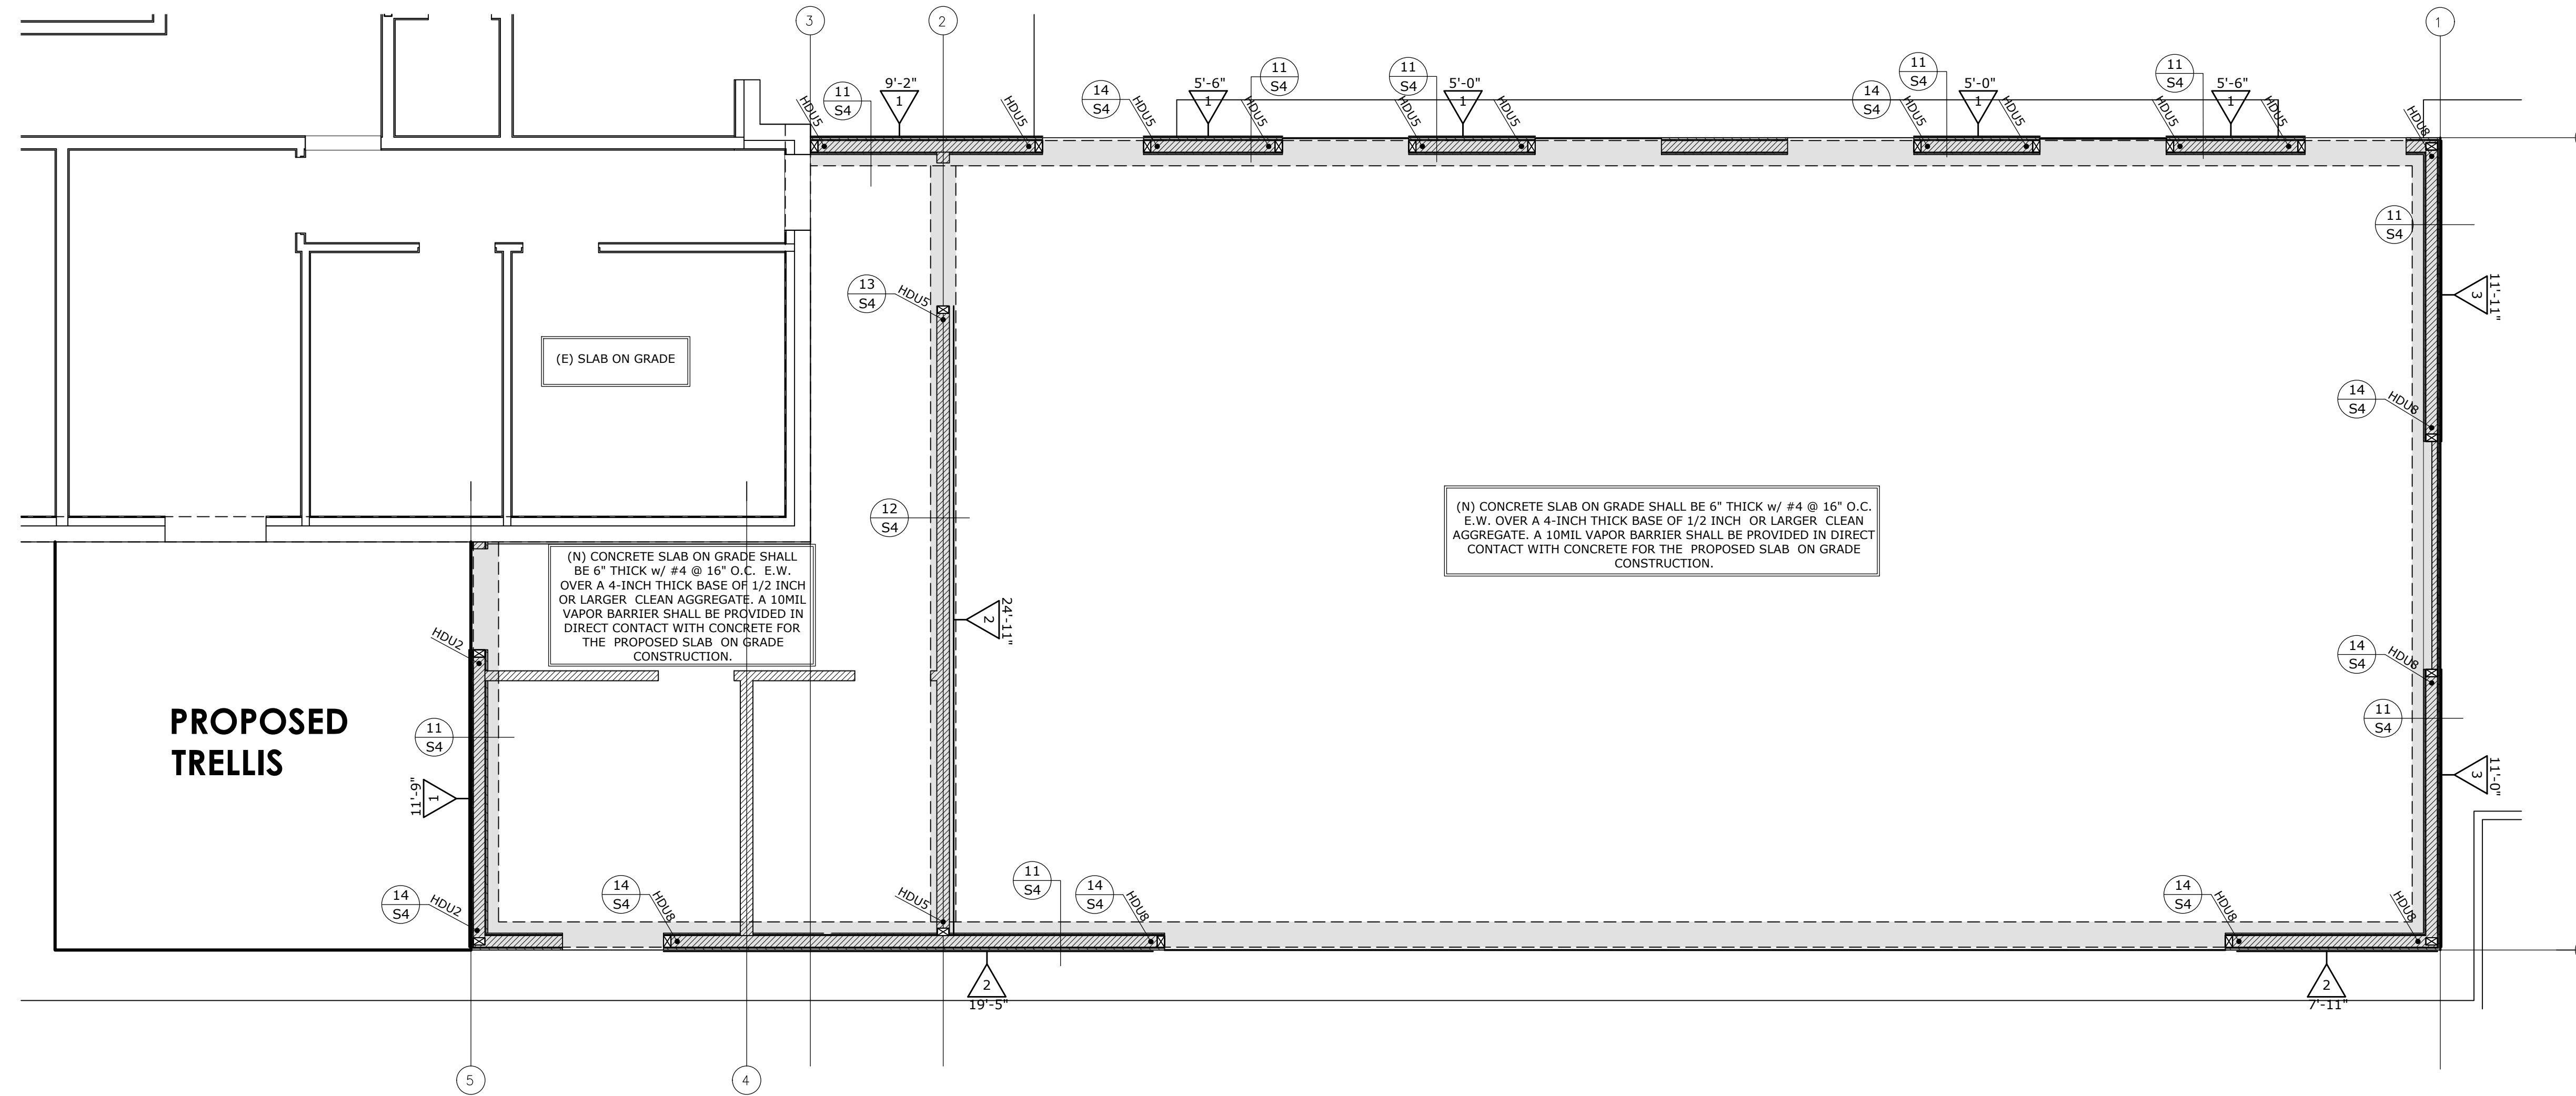 3
2
1
11
S4
9'-2"
1
14
S4
5'-6"
1
11
S4
11
S4
5'-0"
1
14
S4
11
S4
5'-0"
1
11
S4
5'-6"
1
HDU5
HDU5
HDU5
HDU5
HDU5
HDU5
HDU5
HDU5
HDU5
HDU5
HDU8
11
S4
13
S4
HDU5
3
11'-11"
(E) SLAB ON GRADE
14
S4
HDU8
12
S4
(N) CONCRETE SLAB ON GRADE SHALL BE 6" THICK w/ #4 @ 16" O.C.
E.W. OVER A 4-INCH THICK BASE OF 1/2 INCH OR LARGER CLEAN
AGGREGATE. A 10MIL VAPOR BARRIER SHALL BE PROVIDED IN DIRECT
CONTACT WITH CONCRETE FOR THE PROPOSED SLAB ON GRADE
CONSTRUCTION.
(N) CONCRETE SLAB ON GRADE SHALL
BE 6" THICK w/ #4 @ 16" O.C. E.W.
OVER A 4-INCH THICK BASE OF 1/2 INCH
OR LARGER CLEAN AGGREGATE. A 10MIL
VAPOR BARRIER SHALL BE PROVIDED IN
DIRECT CONTACT WITH CONCRETE FOR
THE PROPOSED SLAB ON GRADE
CONSTRUCTION.
2
24'-11"
HDU2
14
S4
HDU8
PROPOSED
TRELLIS
11
S4
11
S4
11'-9"
1
3
11'-0"
14
S4
HDU2
14
S4
HDU8
HDU5
11
S4
14
S4
HDU8
14
S4
HDU8
HDU8
2
19'-5"
2
7'-11"
5
4